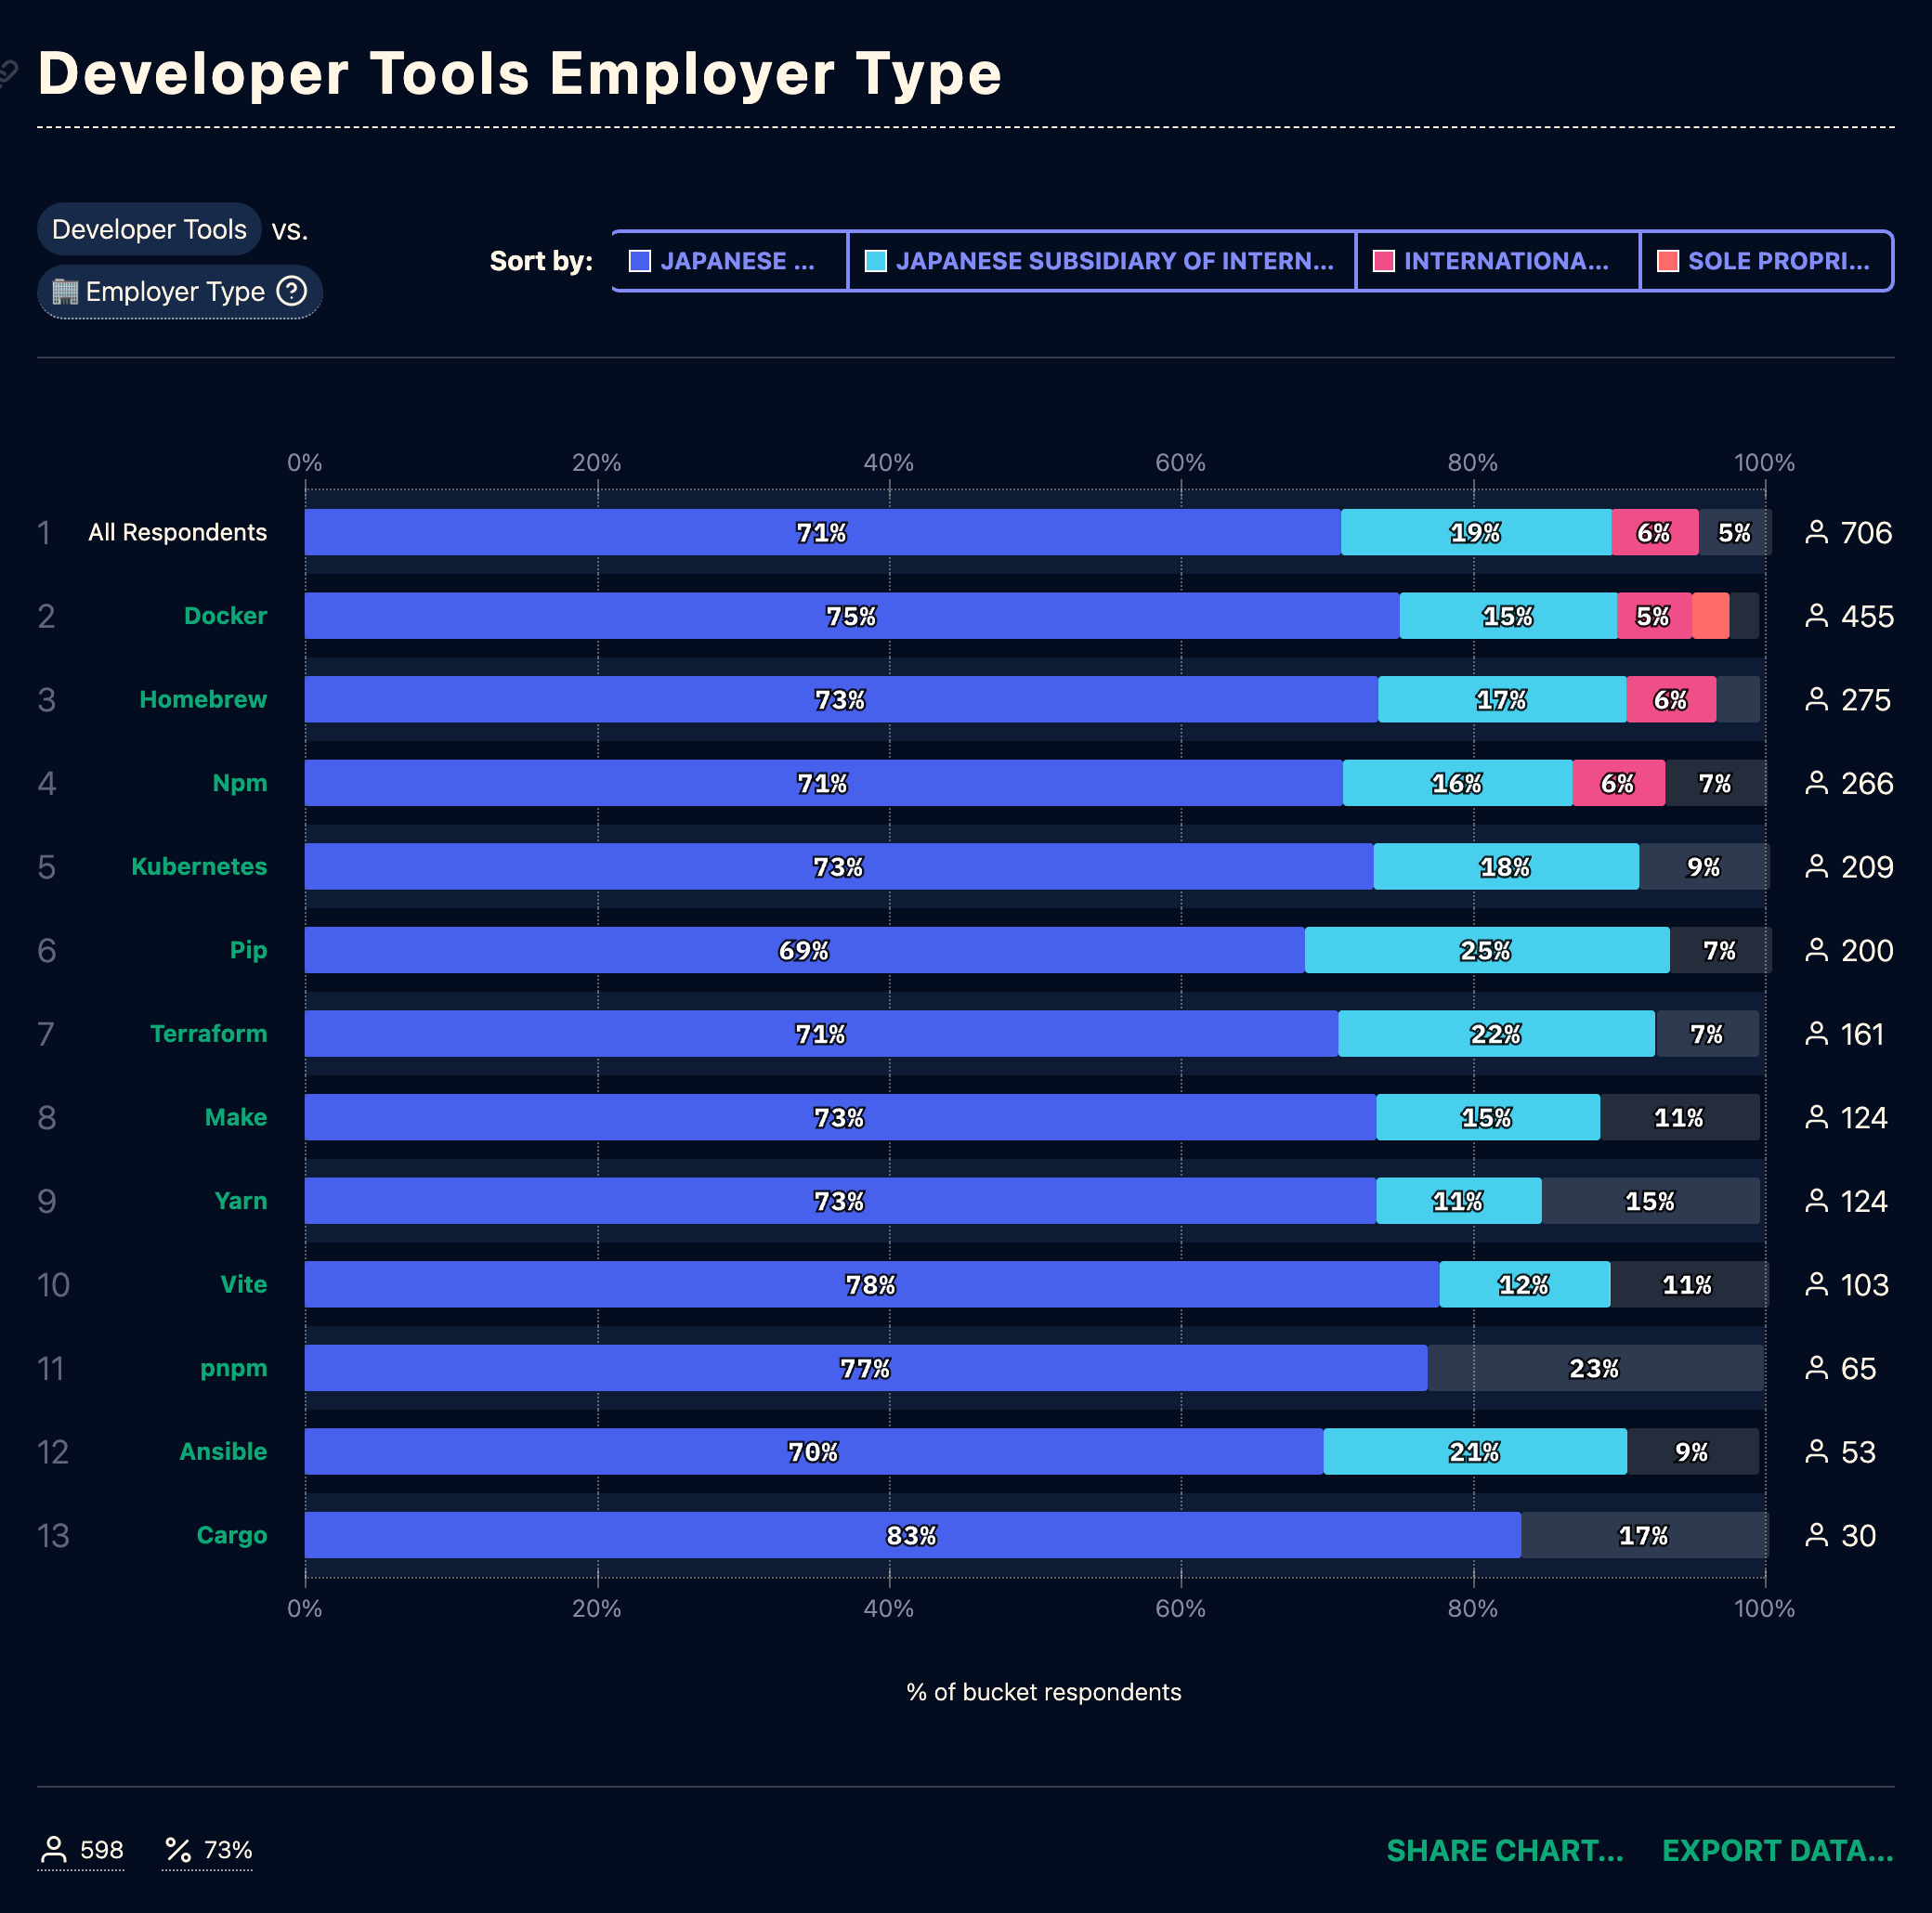 Developer Tools Employer Type
Developer Tools vs.
Employer Type ?
Sort by: JAPANESE ... JAPANESE SUBSIDIARY OF INTERN... INTERNATIONA... SOLE PROPRI...
0% 20% 40% 60% 80% 100%
1 All Respondents 71% 19% 6% 5% 706
2 Docker 75% 15% 5% 455
3 Homebrew 73% 17% 6% 275
4 Npm 71% 16% 6% 7% 266
5 Kubernetes 73% 18% 9% 209
6 Pip 69% 25% 7% 200
7 Terraform 71% 22% 7% 161
8 Make 73% 15% 11% 124
9 Yarn 73% 11% 15% 124
10 Vite 78% 12% 11% 103
11 pnpm 77% 23% 65
12 Ansible 70% 21% 9% 53
13 Cargo 83% 17% 30
0% 20% 40% 60% 80% 100%
% of bucket respondents
598 % 73% SHARE CHART... EXPORT DATA...